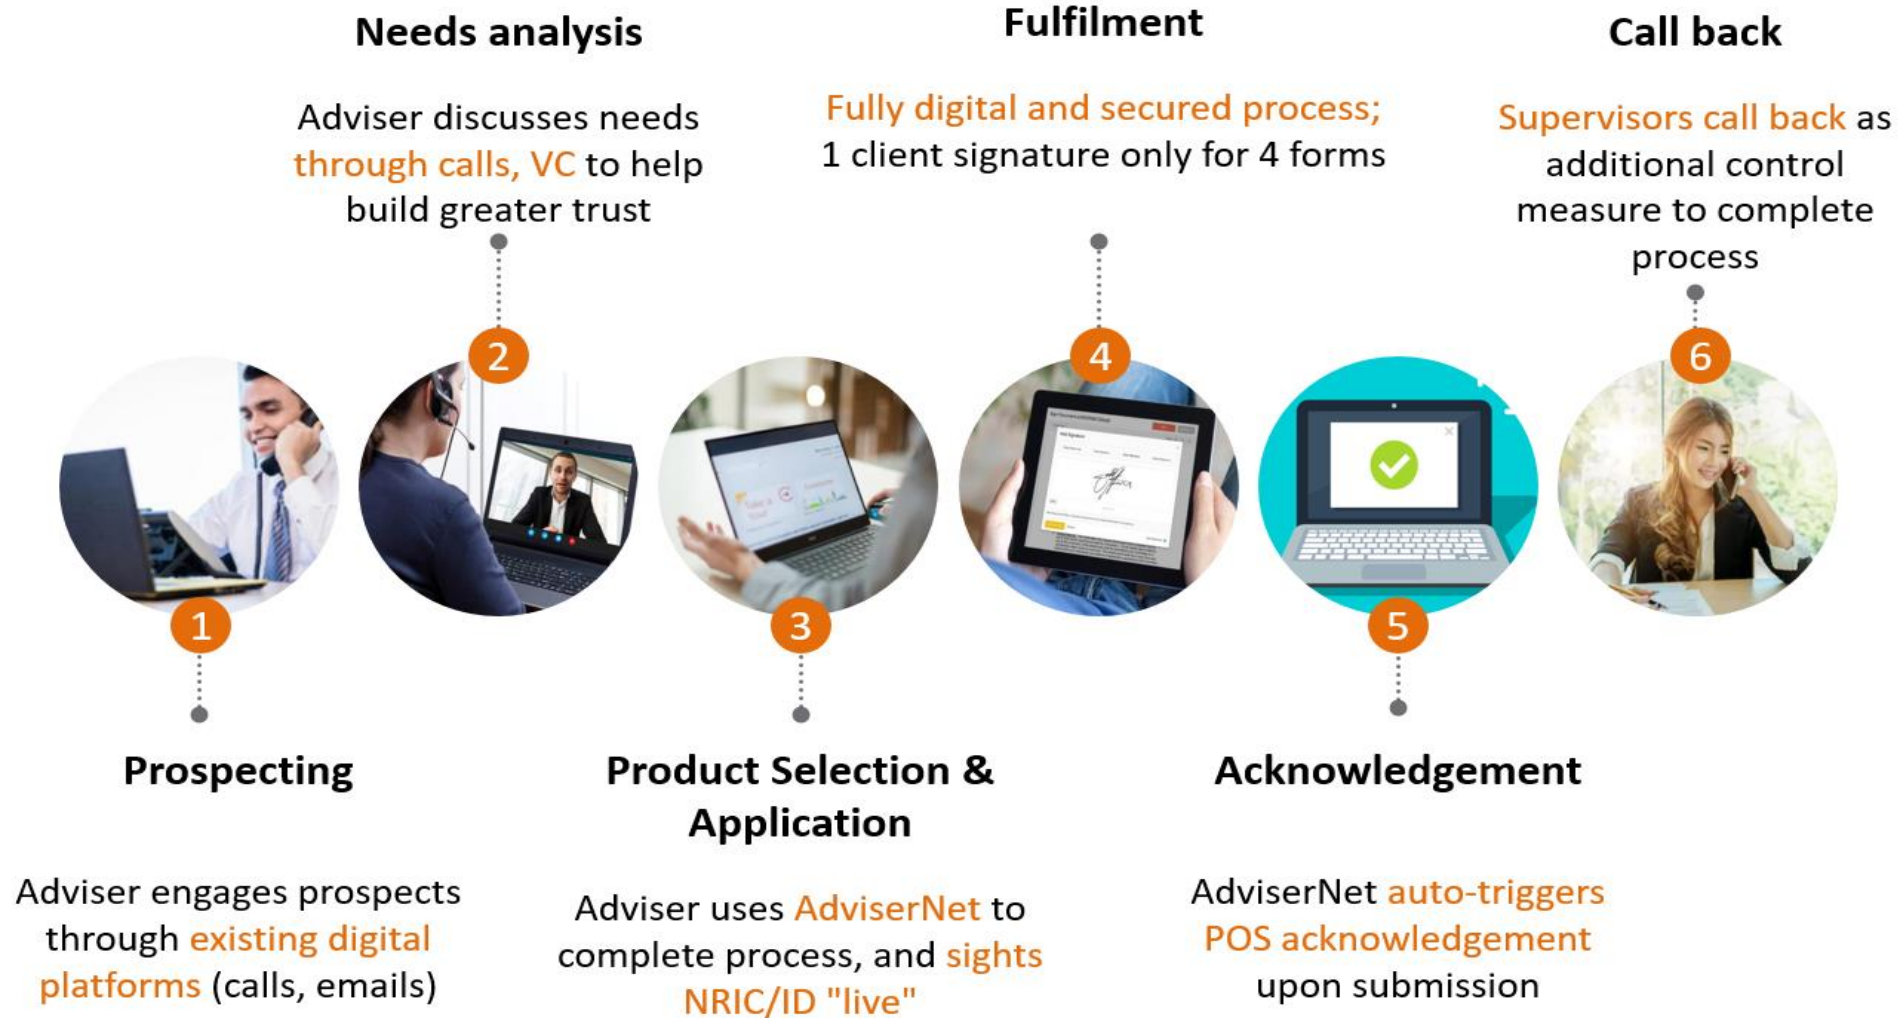 Needs analysis
Adviser discusses needs
through calls, VC to help
build greater trust
Fulfilment
Fully digital and secured process;
1 client signature only for 4 forms
Call back
Supervisors call back as
additional control
measure to complete
process
1
2
3
4
5
6
Prospecting
Adviser engages prospects
through existing digital
platforms (calls, emails)
Product Selection &
Application
Adviser uses AdviserNet to
complete process, and sights
NRIC/ID "live"
Acknowledgement
AdviserNet auto-triggers
POS acknowledgement
upon submission